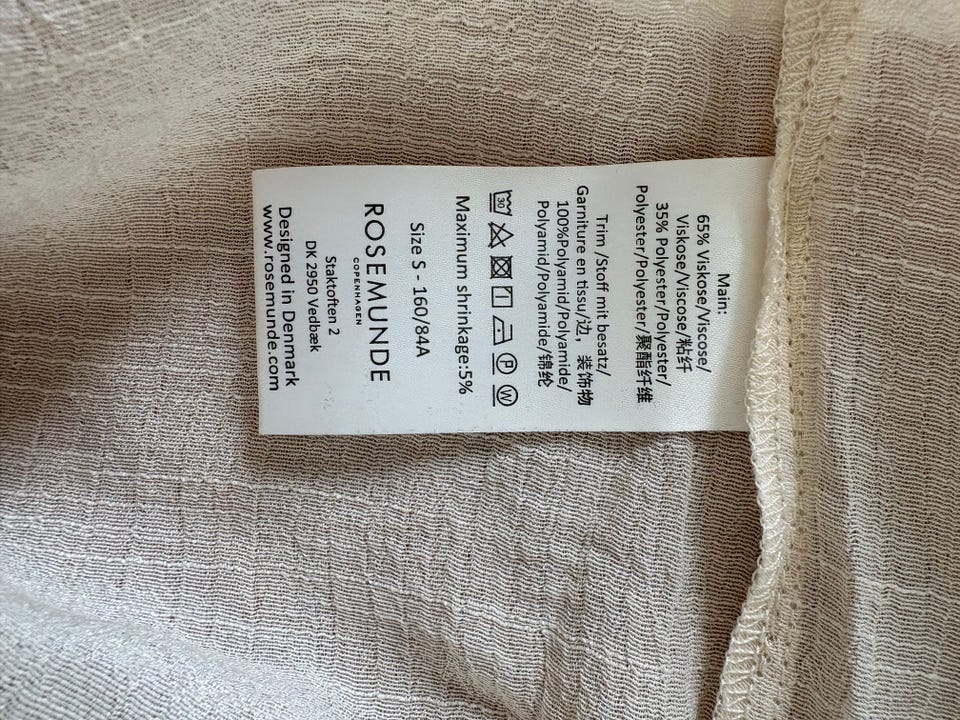 Main:
65% Viskose/Viscose/
Viskose/Viscose/粘纤
35% Polyester/Polyester/
Polyester/Polyester/聚酯纤维
Trim /Stoff mit besatz/
Garniture en tissu/边，装饰物
100%Polyamid/Polyamide/
Polyamid/Polyamide/锦纶
30 P W
Maximum shrinkage:5%
Size S - 160/84A
ROSEMUNDE
COPENHAGEN
Staktoften 2
DK 2950 Vedbæk
Designed in Denmark
www.rosemunde.com